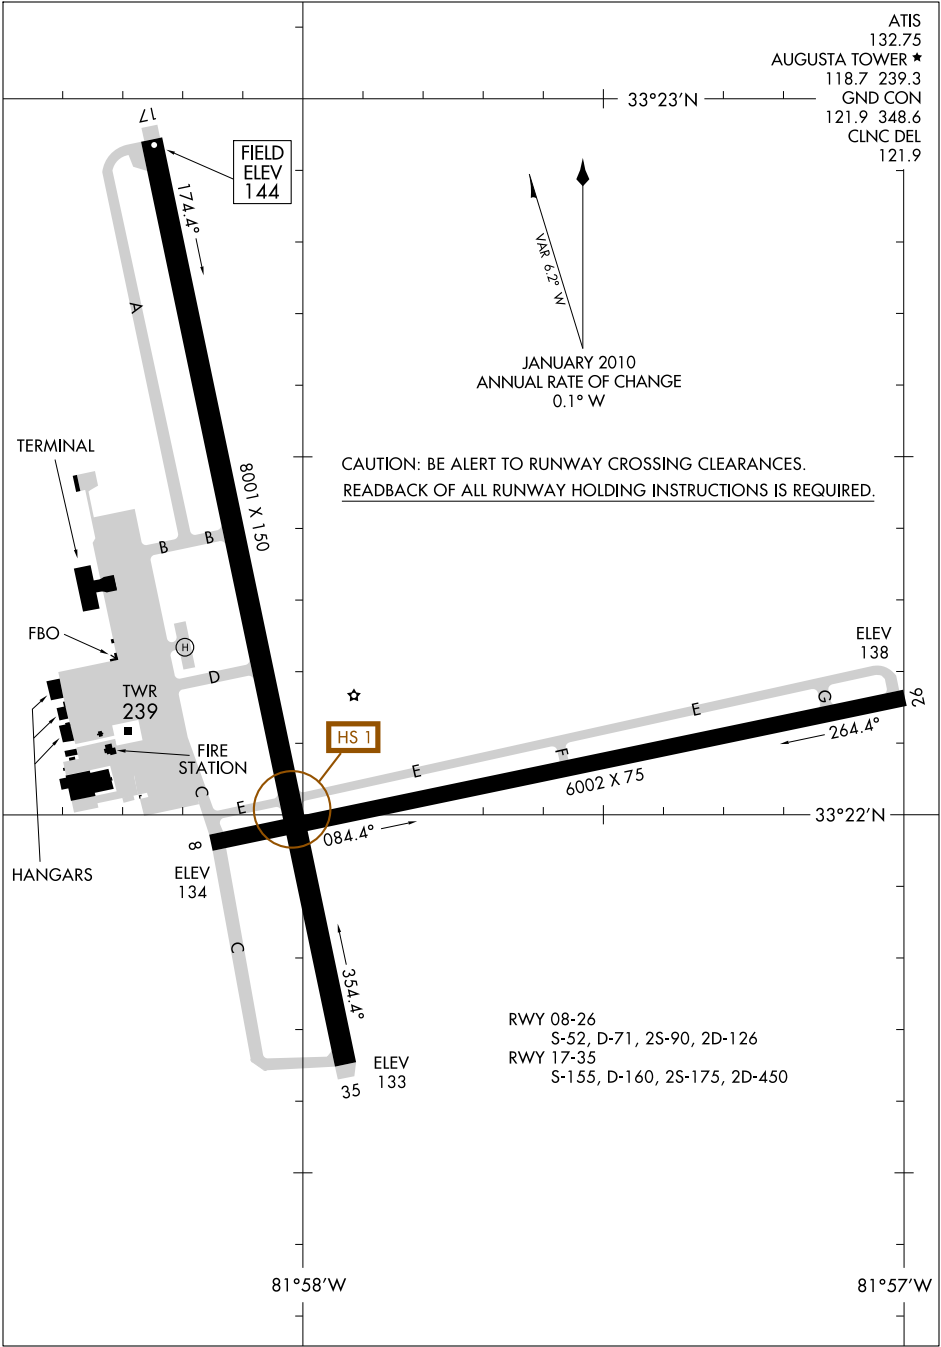 ATIS
132.75
AUGUSTA TOWER ★
118.7 239.3
GND CON
121.9 348.6
CLNC DEL
121.9
33°23'N
17
FIELD
ELEV
144
174.4°
VAR 6.2° W
JANUARY 2010
ANNUAL RATE OF CHANGE
0.1° W
A
TERMINAL
CAUTION: BE ALERT TO RUNWAY CROSSING CLEARANCES.
READBACK OF ALL RUNWAY HOLDING INSTRUCTIONS IS REQUIRED.
8001 X 150
B
B
FBO
H
ELEV
138
D
TWR
239
26
G
E
264.4°
HS 1
FIRE
STATION
F
E
6002 X 75
C
E
33°22'N
084.4°
8
ELEV
134
HANGARS
C
354.4°
RWY 08-26
S-52, D-71, 2S-90, 2D-126
RWY 17-35
S-155, D-160, 2S-175, 2D-450
ELEV
133
35
81°58'W
81°57'W